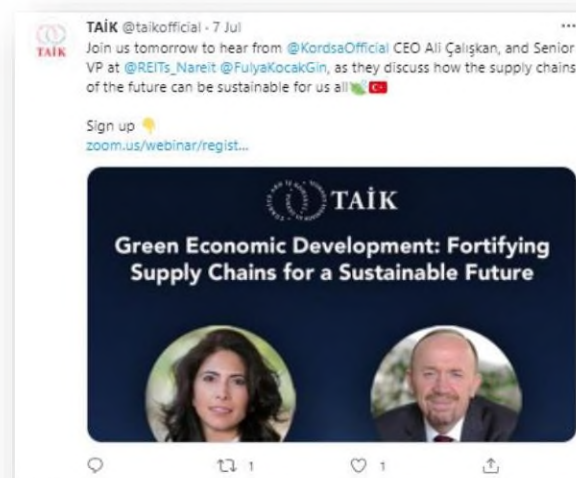 TAİK @taikofficial · 7 Jul
TAİK
Join us tomorrow to hear from @KordsaOfficial CEO Ali Çalışkan, and Senior
VP at @REITs_Nareit @FulyaKocakGin, as they discuss how the supply chains
of the future can be sustainable for us all
Sign up
zoom.us/webinar/regist...
TAİK
Green Economic Development: Fortifying
Supply Chains for a Sustainable Future
1
1